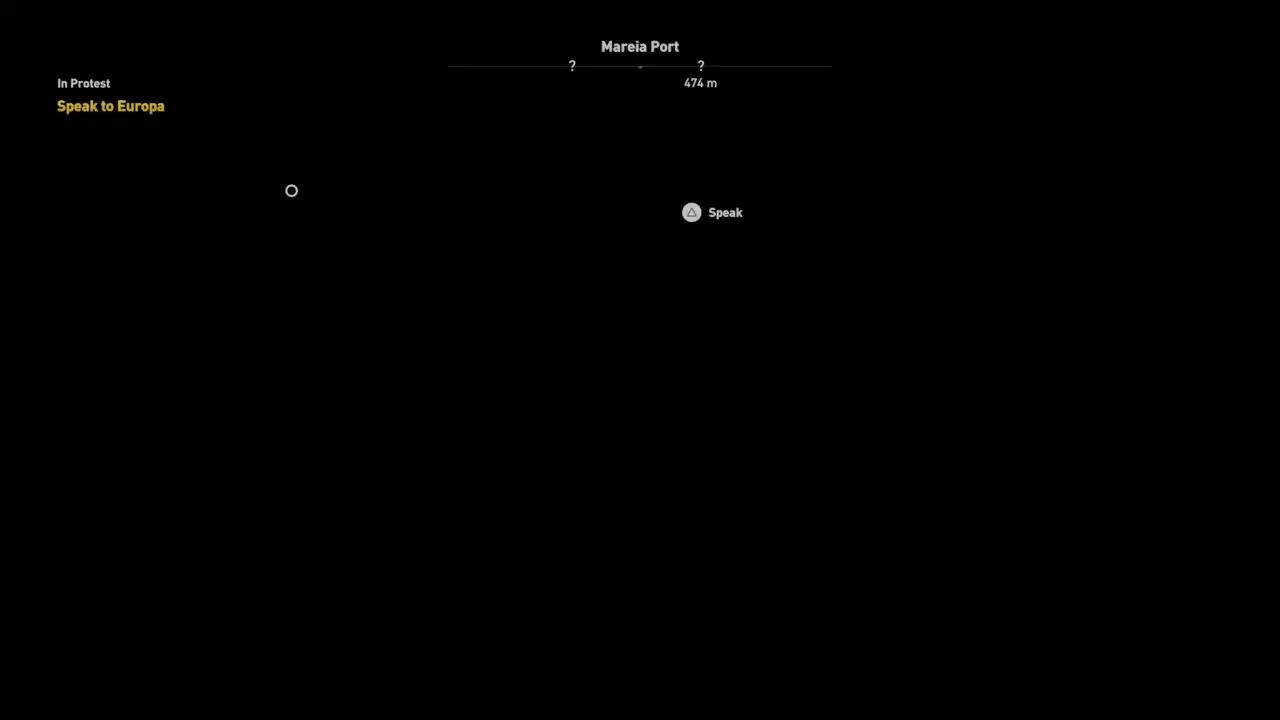 Mareia Port
? ?
In Protest
474 m
Speak to Europa
Speak